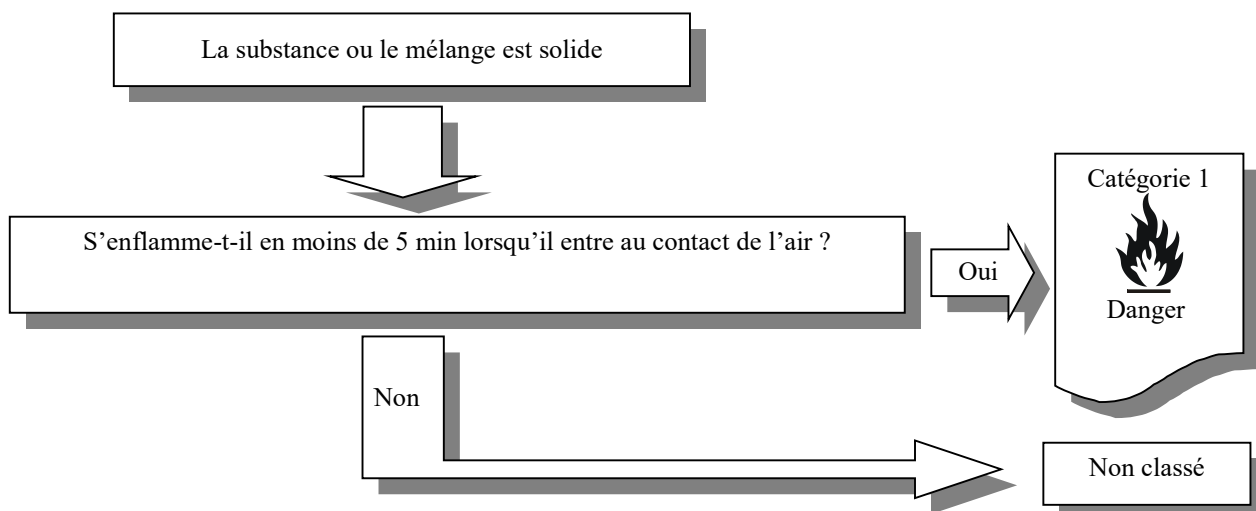 La substance ou le mélange est solide
S’enflamme-t-il en moins de 5 min lorsqu’il entre au contact de l’air ?
Oui
Catégorie 1
Danger
Non
Non classé